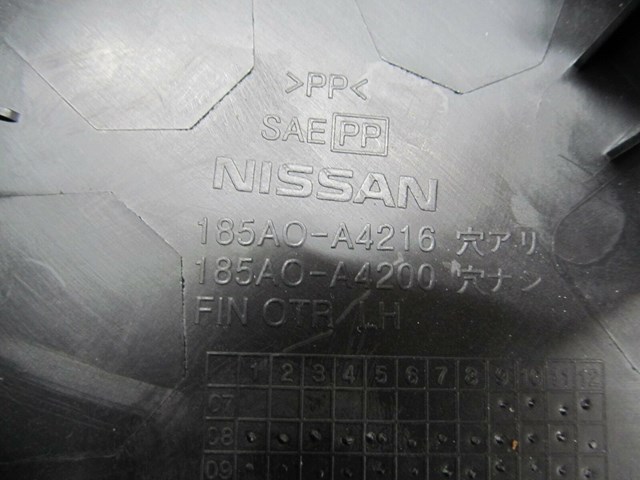 >PP<
SAE PP
NISSAN
185AO-A4216 穴アリ
185AO-A4200 穴ナシ
FIN OTR LH
1 2 3 4 5 6 7 8 9 10 11 12
07
08
09